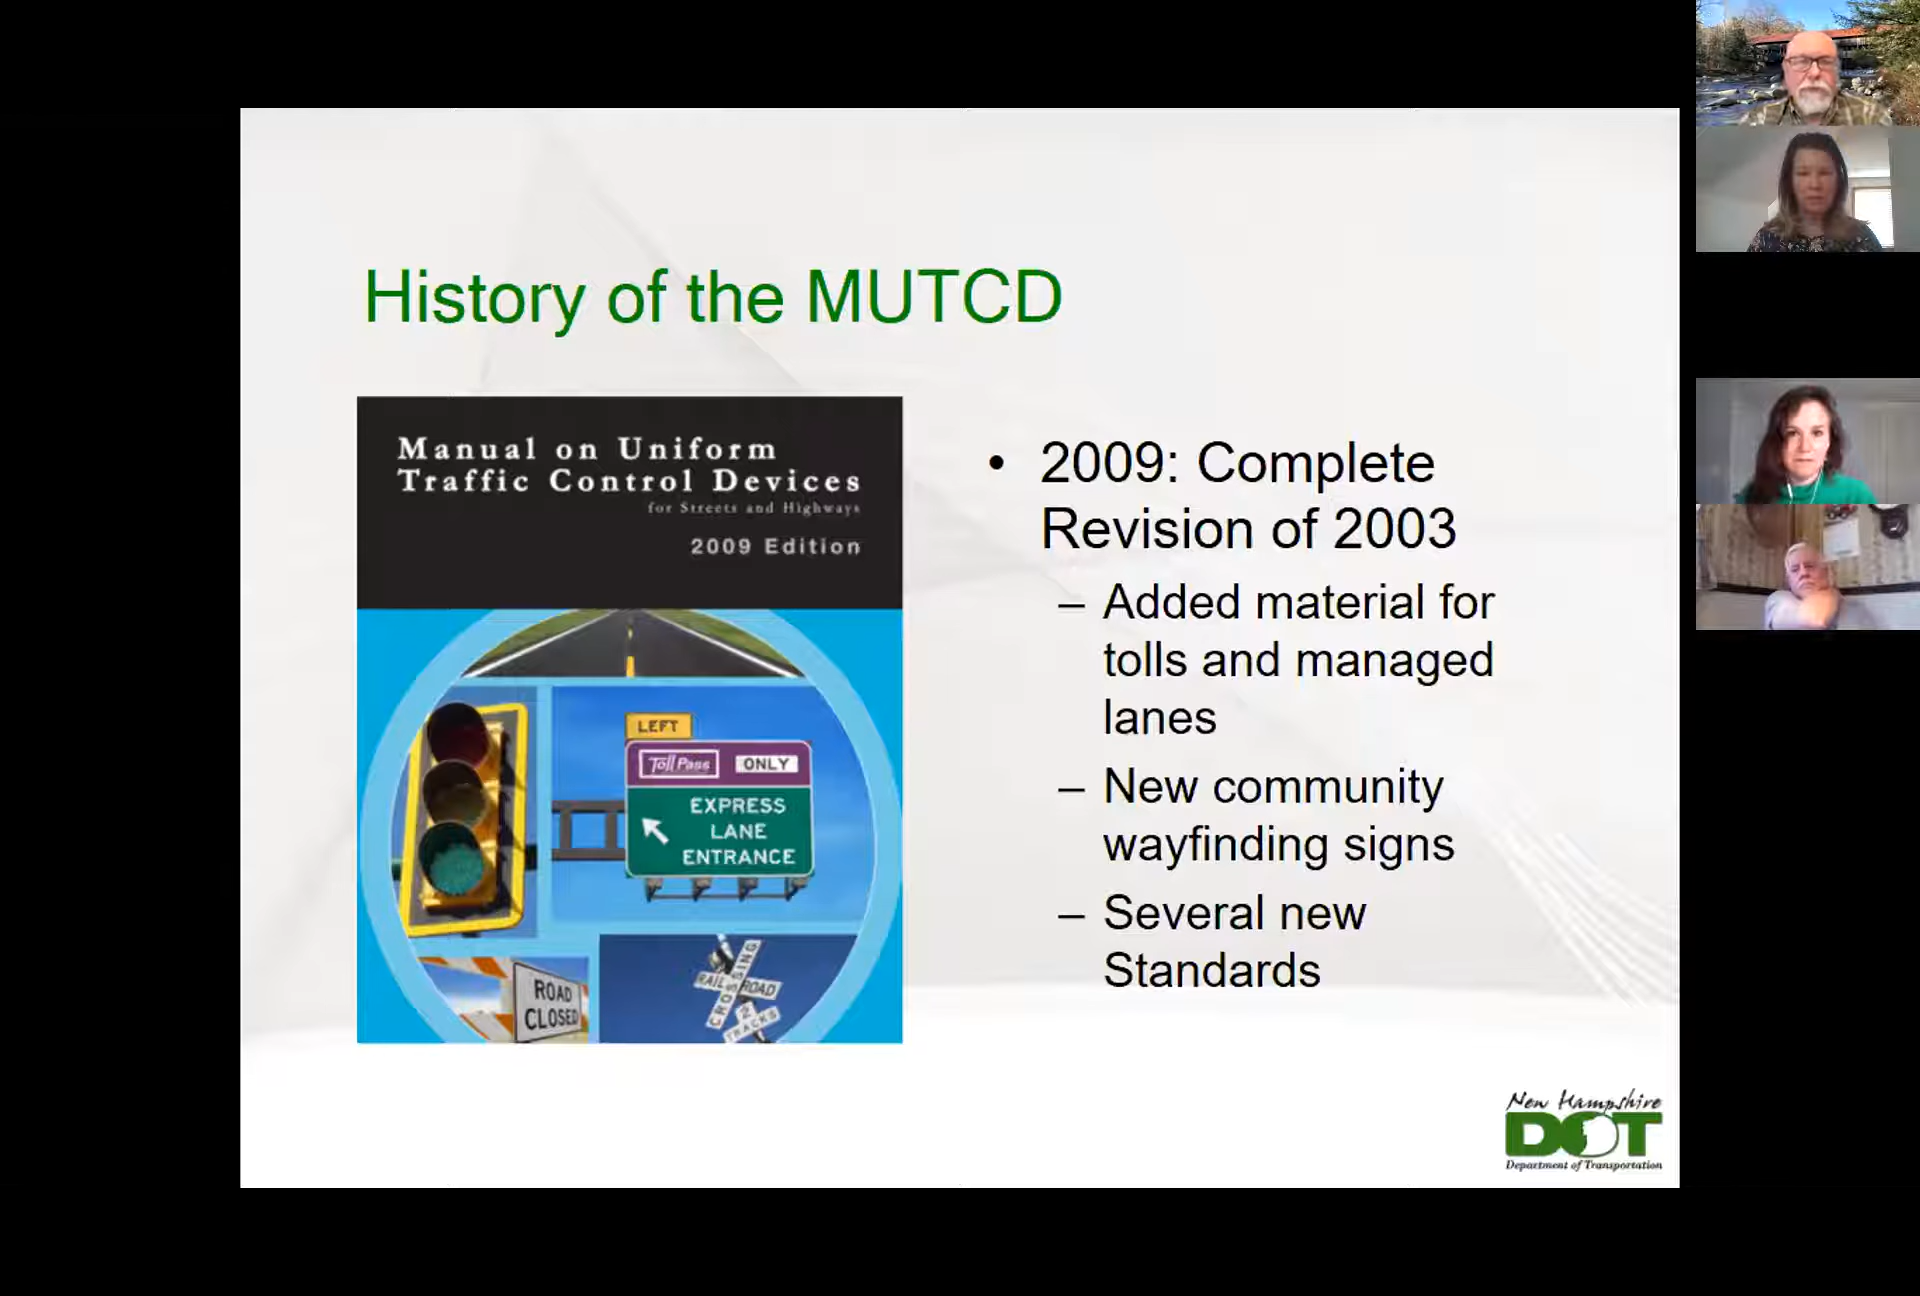 History of the MUTCD
Manual on Uniform
Traffic Control Devices
for Streets and Highways
2009 Edition
LEFT
Toll Pass ONLY
EXPRESS
LANE
ENTRANCE
ROAD
CLOSED
RAIL ROAD
CROSSING
2
TRACKS
• 2009: Complete
Revision of 2003
– Added material for
tolls and managed
lanes
– New community
wayfinding signs
– Several new
Standards
New Hampshire
DOT
Department of Transportation